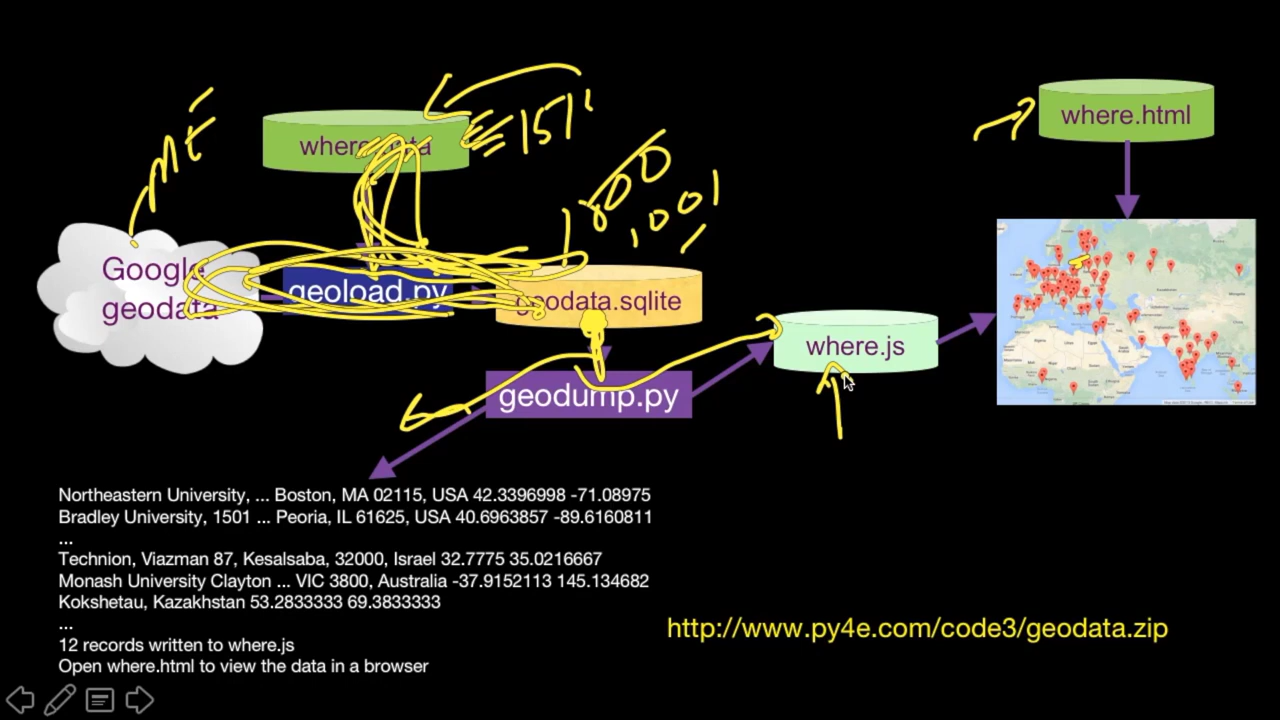 where.data
where.html
Google
geodata
geoload.py
geodata.sqlite
where.js
geodump.py
Northeastern University, ... Boston, MA 02115, USA 42.3396998 -71.08975
Bradley University, 1501 ... Peoria, IL 61625, USA 40.6963857 -89.6160811
...
Technion, Viazman 87, Kesalsaba, 32000, Israel 32.7775 35.0216667
Monash University Clayton ... VIC 3800, Australia -37.9152113 145.134682
Kokshetau, Kazakhstan 53.2833333 69.3833333
...
12 records written to where.js
Open where.html to view the data in a browser
http://www.py4e.com/code3/geodata.zip